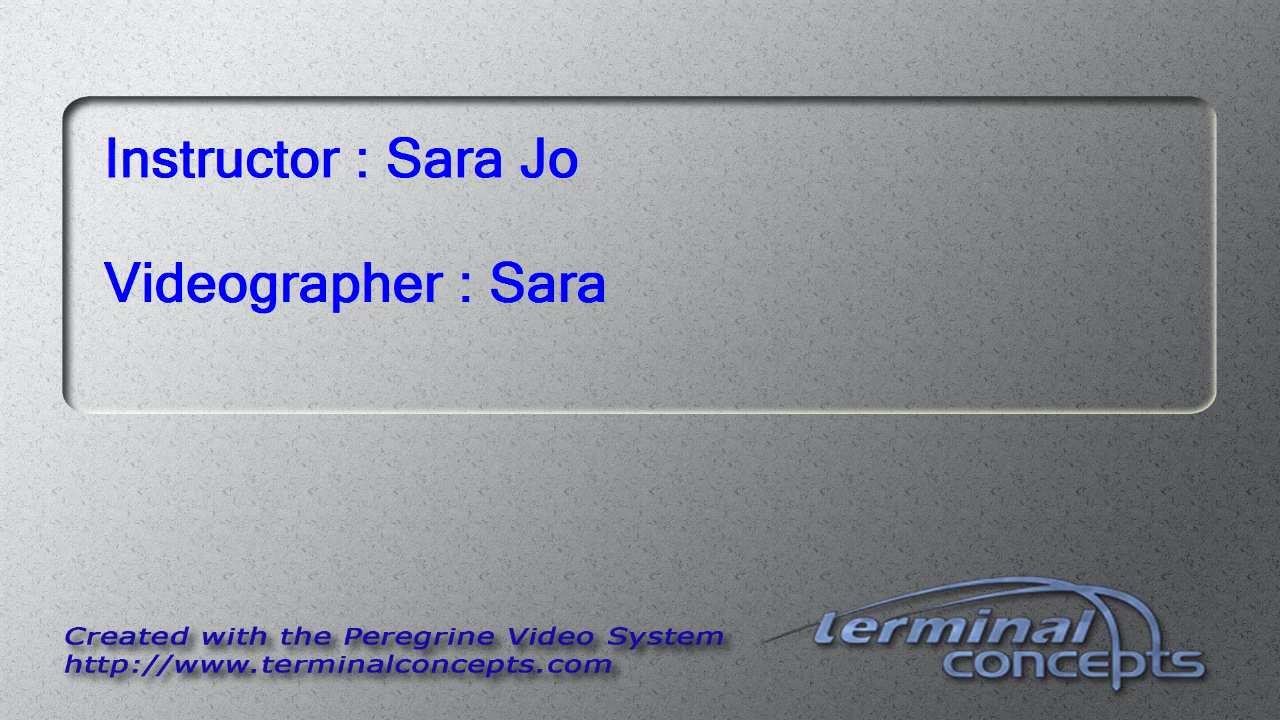 Instructor : Sara Jo
Videographer : Sara
Created with the Peregrine Video System
http://www.terminalconcepts.com
terminal
concepts